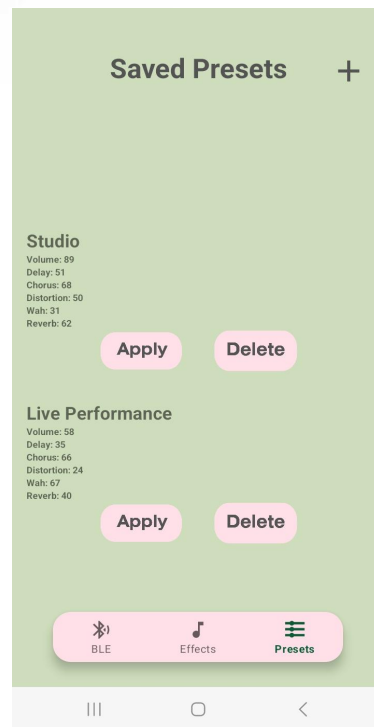 Saved Presets
Studio
Volume: 89
Delay: 51
Chorus: 68
Distortion: 50
Wah: 31
Reverb: 62
Apply Delete
Live Performance
Volume: 58
Delay: 35
Chorus: 66
Distortion: 24
Wah: 67
Reverb: 40
Apply Delete
BLE Effects Presets